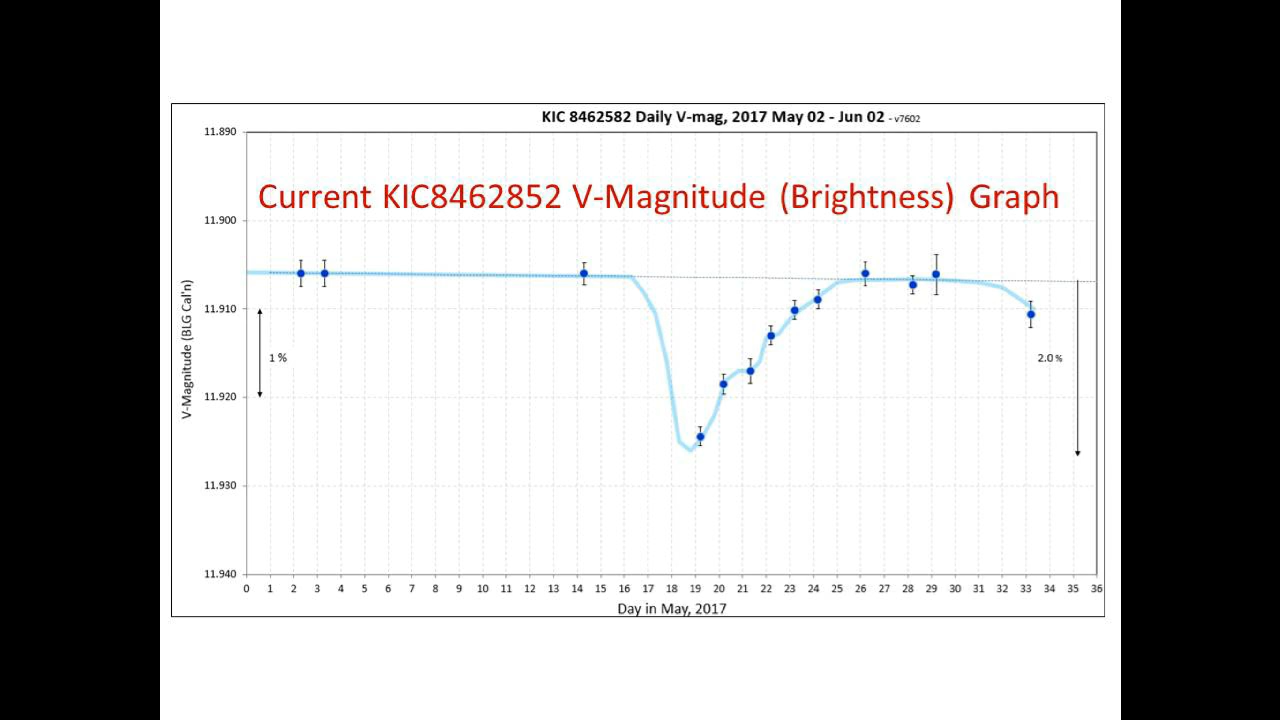 KIC 8462582 Daily V-mag, 2017 May 02 - Jun 02 - v7602
Current KIC8462852 V-Magnitude (Brightness) Graph
V-Magnitude (BLG Cal'n)
11.890
11.900
11.910
11.920
11.930
11.940
1 %
2.0 %
0 1 2 3 4 5 6 7 8 9 10 11 12 13 14 15 16 17 18 19 20 21 22 23 24 25 26 27 28 29 30 31 32 33 34 35 36
Day in May, 2017